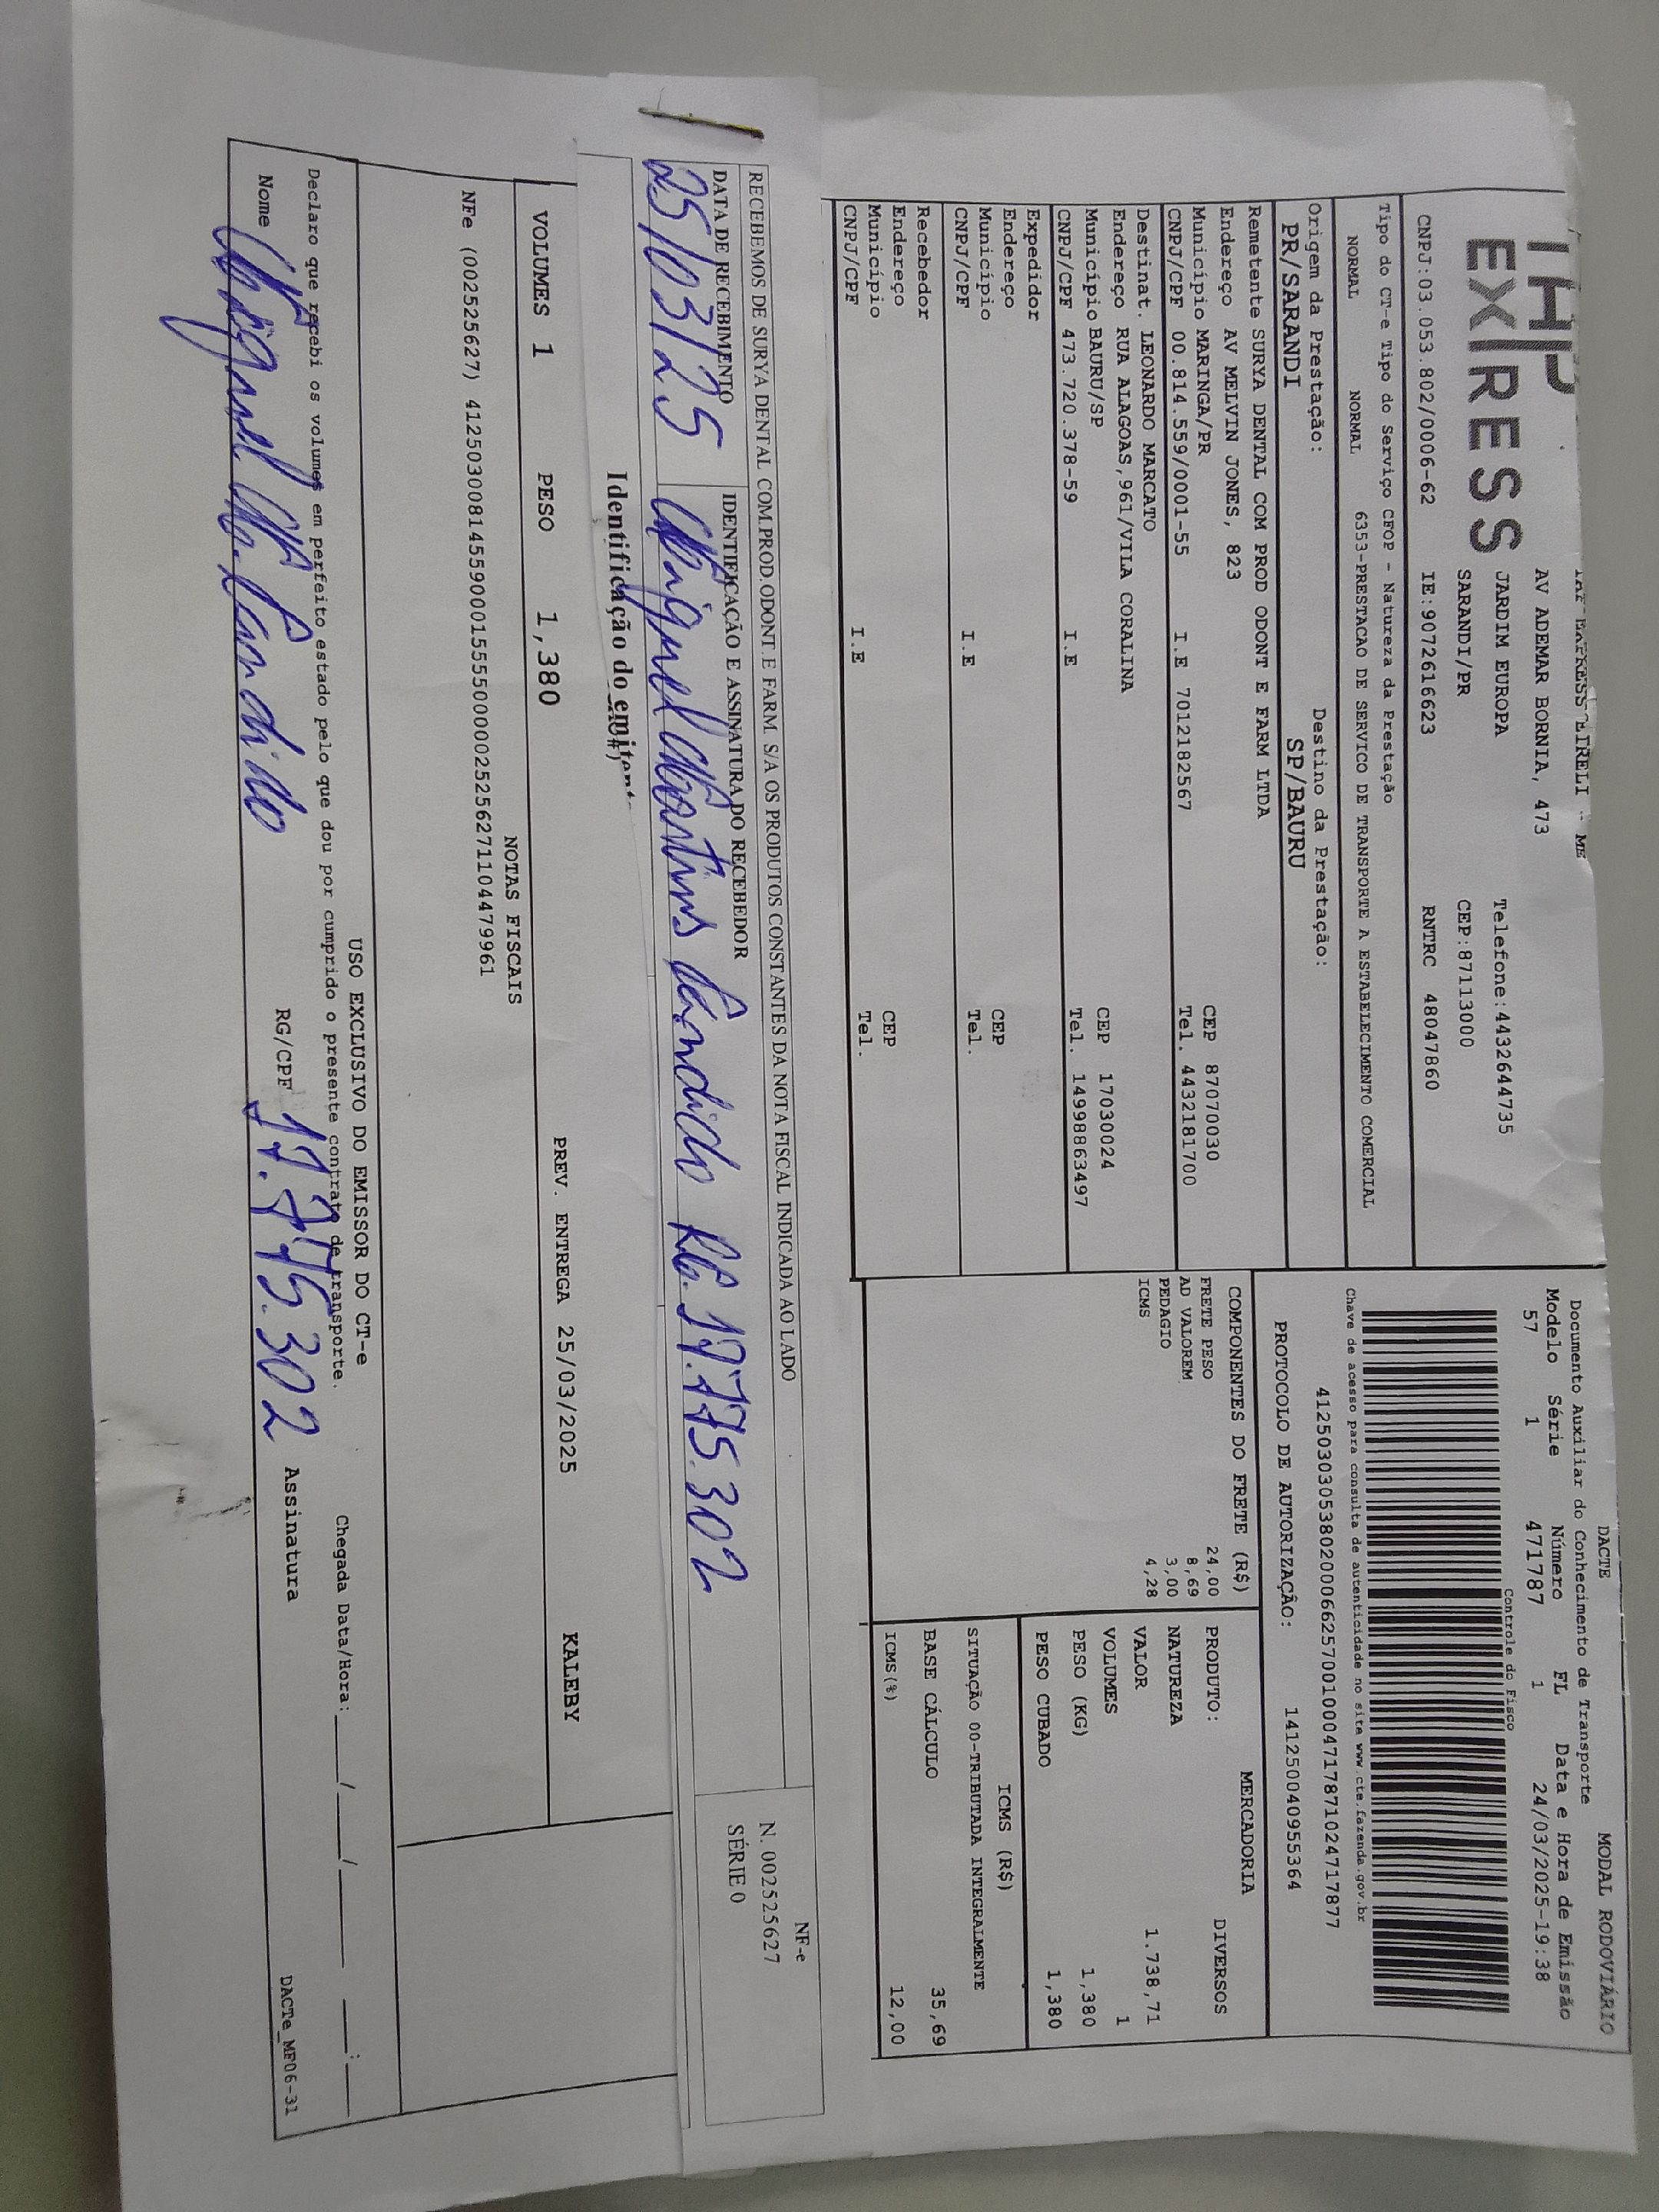 TAF EXPRESS EIRELI - ME
EXPRESS
AV ADEMAR BORNIA, 473
JARDIM EUROPA Telefone:4432644735
SARANDI/PR CEP:87113000
CNPJ:03.053.802/0006-62 IE:9072616623 RNTRC 48047860
Tipo do CT-e Tipo do Serviço CFOP - Natureza da Prestação
NORMAL NORMAL 6353-PRESTACAO DE SERVICO DE TRANSPORTE A ESTABELECIMENTO COMERCIAL
Origem da Prestação: Destino da Prestação:
PR/SARANDI SP/BAURU
Remetente SURYA DENTAL COM PROD ODONT E FARM LTDA
Endereço AV MELVIN JONES, 823 CEP 87070030
Município MARINGA/PR Tel. 4432181700
CNPJ/CPF 00.814.559/0001-55 I.E 7012182567
Destinat. LEONARDO MARCATO
Endereço RUA ALAGOAS,961/VILA CORALINA CEP 17030024
Município BAURU/SP Tel. 14998863497
CNPJ/CPF 473.720.378-59 I.E
Expedidor
Endereço CEP
Município Tel.
CNPJ/CPF I.E
Recebedor
Endereço CEP
Município Tel.
CNPJ/CPF I.E
DACTE MODAL RODOVIÁRIO
Documento Auxiliar do Conhecimento de Transporte
Modelo Série Número FL Data e Hora de Emissão
57 1 471787 1 24/03/2025-19:38
Controle do Fisco
Chave de acesso para consulta de autenticidade no site www.cte.fazenda.gov.br
41250303053802000662570010004717871024717877
PROTOCOLO DE AUTORIZAÇÃO: 141250040955364
COMPONENTES DO FRETE (R$)
FRETE PESO 24,00
AD VALOREM 8,69
PEDAGIO 3,00
ICMS 4,28
MERCADORIA
PRODUTO: DIVERSOS
NATUREZA
VALOR 1.738,71
VOLUMES 1
PESO (KG) 1,380
PESO CUBADO 1,380
ICMS (R$)
SITUAÇÃO 00-TRIBUTADA INTEGRALMENTE
BASE CÁLCULO 35,69
ICMS(%) 12,00
RECEBEMOS DE SURYA DENTAL COM.PROD.ODONT.E FARM. S/A OS PRODUTOS CONSTANTES DA NOTA FISCAL INDICADA AO LADO
DATA DE RECEBIMENTO IDENTIFICAÇÃO E ASSINATURA DO RECEBEDOR
25/03/25 Miguel Martins Candido RG. 17.775.302
NF-e
N. 002525627
SÉRIE 0
Identificação do emitente
VOLUMES 1 PESO 1,380 PREV. ENTREGA 25/03/2025 KALEBY
NOTAS FISCAIS
NFe (002525627) 41250300814559000155550000025256271104479961
USO EXCLUSIVO DO EMISSOR DO CT-e
Declaro que recebi os volumes em perfeito estado pelo que dou por cumprido o presente contrato de transporte. Chegada Data/Hora: ___/___/_____ ___:___
Nome Miguel M. Candido RG/CPF 17.775.302 Assinatura
DACTe_MF06-31